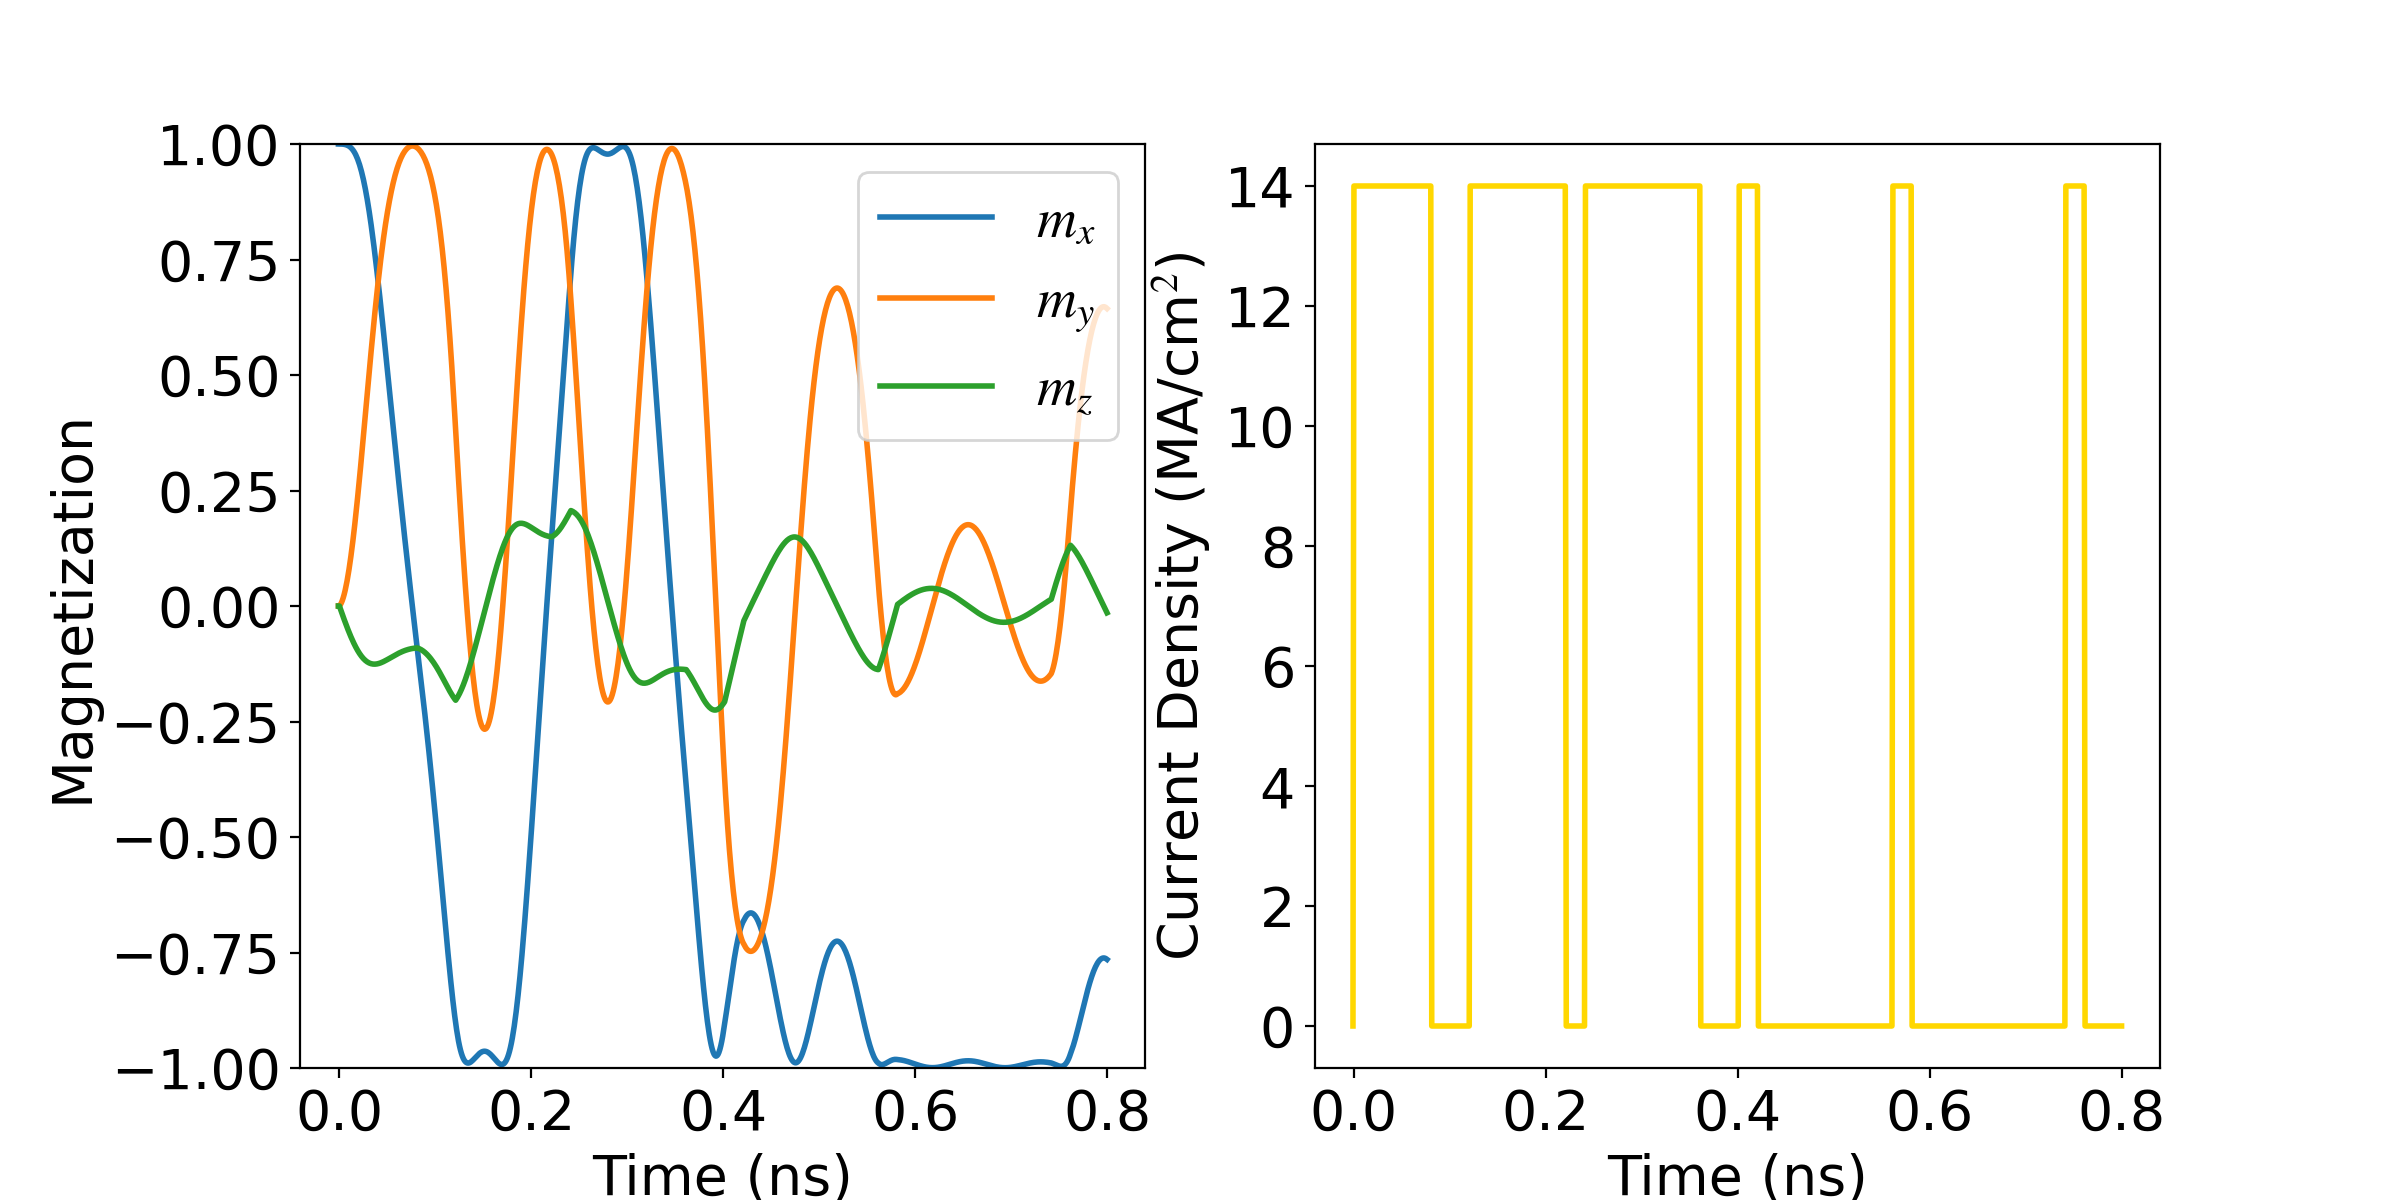 Magnetization
1.00
0.75
0.50
0.25
0.00
−0.25
−0.50
−0.75
−1.00
0.0 0.2 0.4 0.6 0.8
Time (ns)
mₓ
m_y
m_z
Current Density (MA/cm²)
14
12
10
8
6
4
2
0
0.0 0.2 0.4 0.6 0.8
Time (ns)